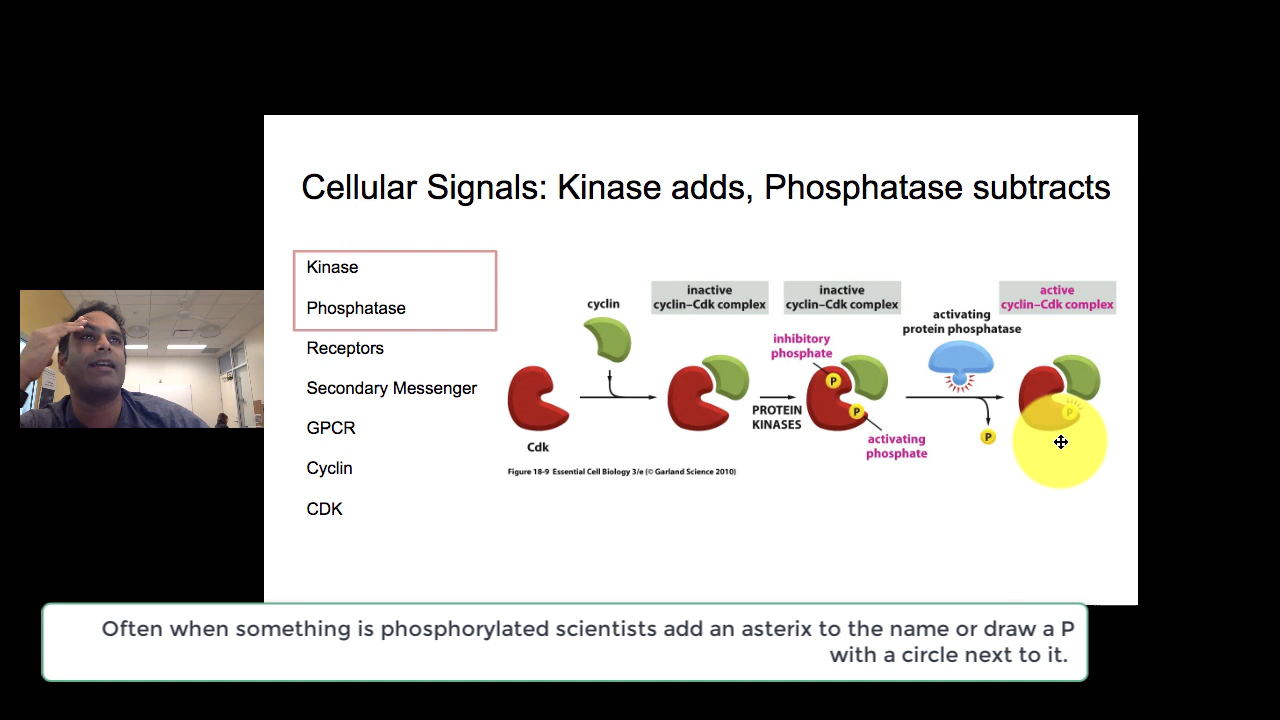 Cellular Signals: Kinase adds, Phosphatase subtracts
Kinase
Phosphatase
Receptors
Secondary Messenger
GPCR
Cyclin
CDK
cyclin
Cdk
inactive
cyclin–Cdk complex
PROTEIN
KINASES
inactive
cyclin–Cdk complex
inhibitory
phosphate
P
P
activating
phosphate
activating
protein phosphatase
P
active
cyclin–Cdk complex
P
Figure 18-9 Essential Cell Biology 3/e (© Garland Science 2010)
Often when something is phosphorylated scientists add an asterix to the name or draw a P
with a circle next to it.